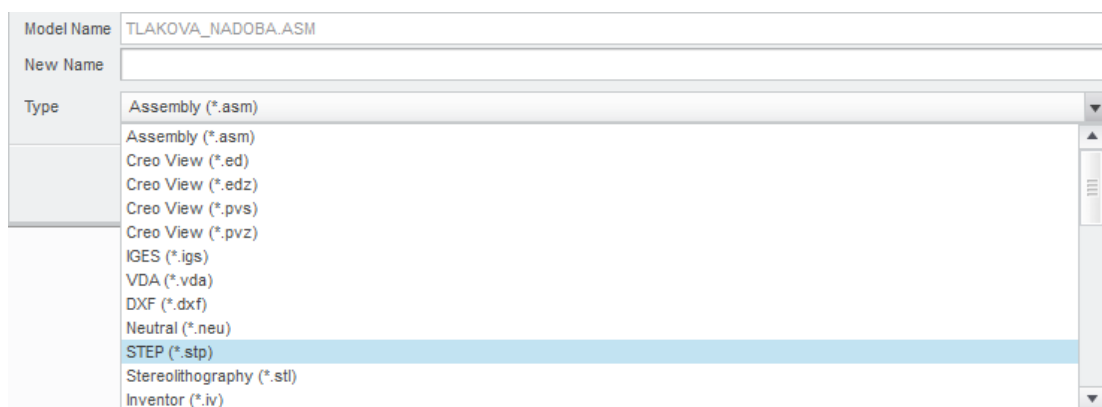 Model Name TLAKOVA_NADOBA.ASM
New Name
Type Assembly (*.asm)
Assembly (*.asm)
Creo View (*.ed)
Creo View (*.edz)
Creo View (*.pvs)
Creo View (*.pvz)
IGES (*.igs)
VDA (*.vda)
DXF (*.dxf)
Neutral (*.neu)
STEP (*.stp)
Stereolithography (*.stl)
Inventor (*.iv)